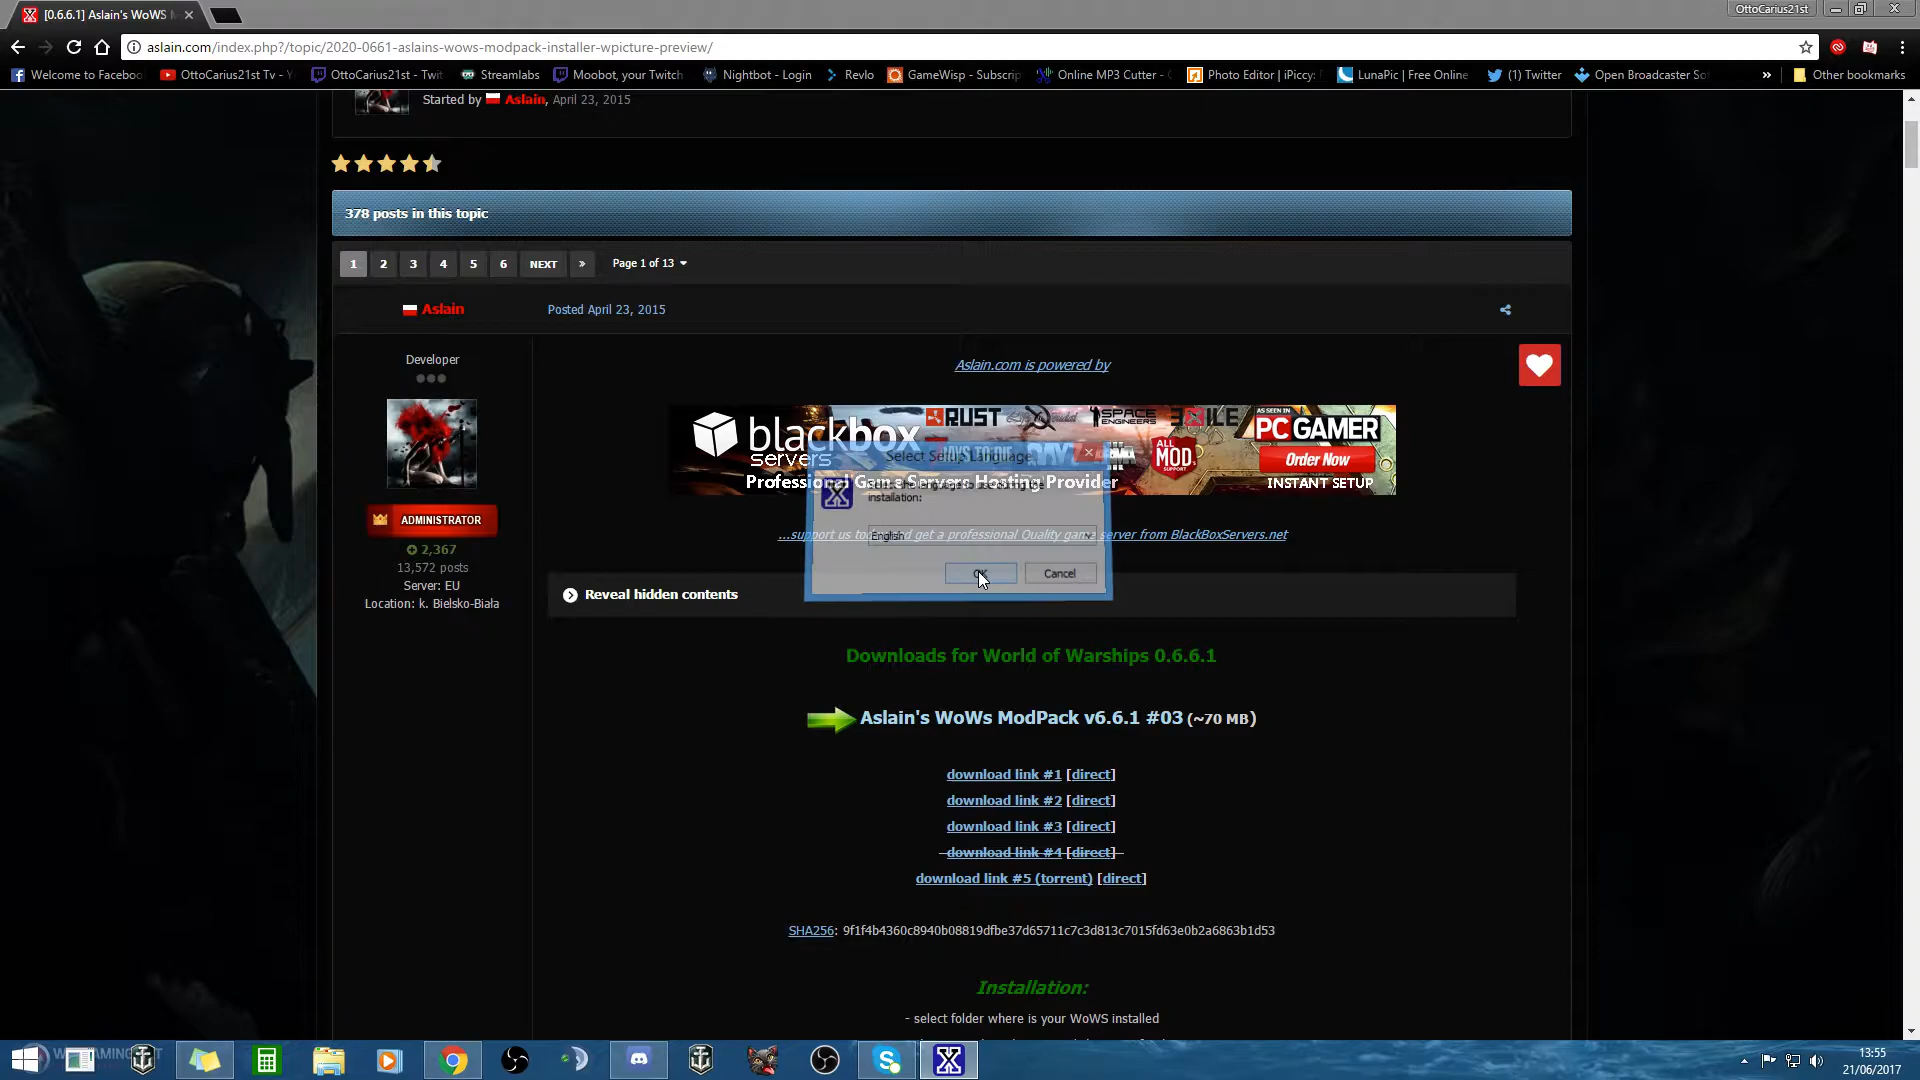 [0.6.6.1] Aslain's WoWS M
OttoCarius21st
aslain.com/index.php?/topic/2020-0661-aslains-wows-modpack-installer-wpicture-preview/
Welcome to Faceboo
OttoCarius21st Tv - Y
OttoCarius21st - Twit
Streamlabs
Moobot, your Twitch
Nightbot - Login
Revlo
GameWisp - Subscrip
Online MP3 Cutter -
Photo Editor | iPiccy:
LunaPic | Free Online
(1) Twitter
Open Broadcaster So
»
Other bookmarks
Started by Aslain, April 23, 2015
378 posts in this topic
1 2 3 4 5 6 NEXT » Page 1 of 13
Aslain
Posted April 23, 2015
Developer
Aslain.com is powered by
blackbox
servers
RUST
SPACE
ENGINEERS
ALL
MODS
SUPPORT
AS SEEN IN
PC GAMER
Order Now
INSTANT SETUP
Professional Game Servers Hosting Provider
Select Setup Language
installation:
English
OK
Cancel
ADMINISTRATOR
2,367
13,572 posts
Server: EU
Location: k. Bielsko-Biała
...support us to
and get a professional Quality game server from BlackBoxServers.net
Reveal hidden contents
Downloads for World of Warships 0.6.6.1
Aslain's WoWs ModPack v6.6.1 #03 (~70 MB)
download link #1 [direct]
download link #2 [direct]
download link #3 [direct]
download link #4 [direct]
download link #5 (torrent) [direct]
SHA256: 9f1f4b4360c8940b08819dfbe37d65711c7c3d813c7015fd63e0b2a6863b1d53
Installation:
- select folder where is your WoWS installed
13:55
21/06/2017